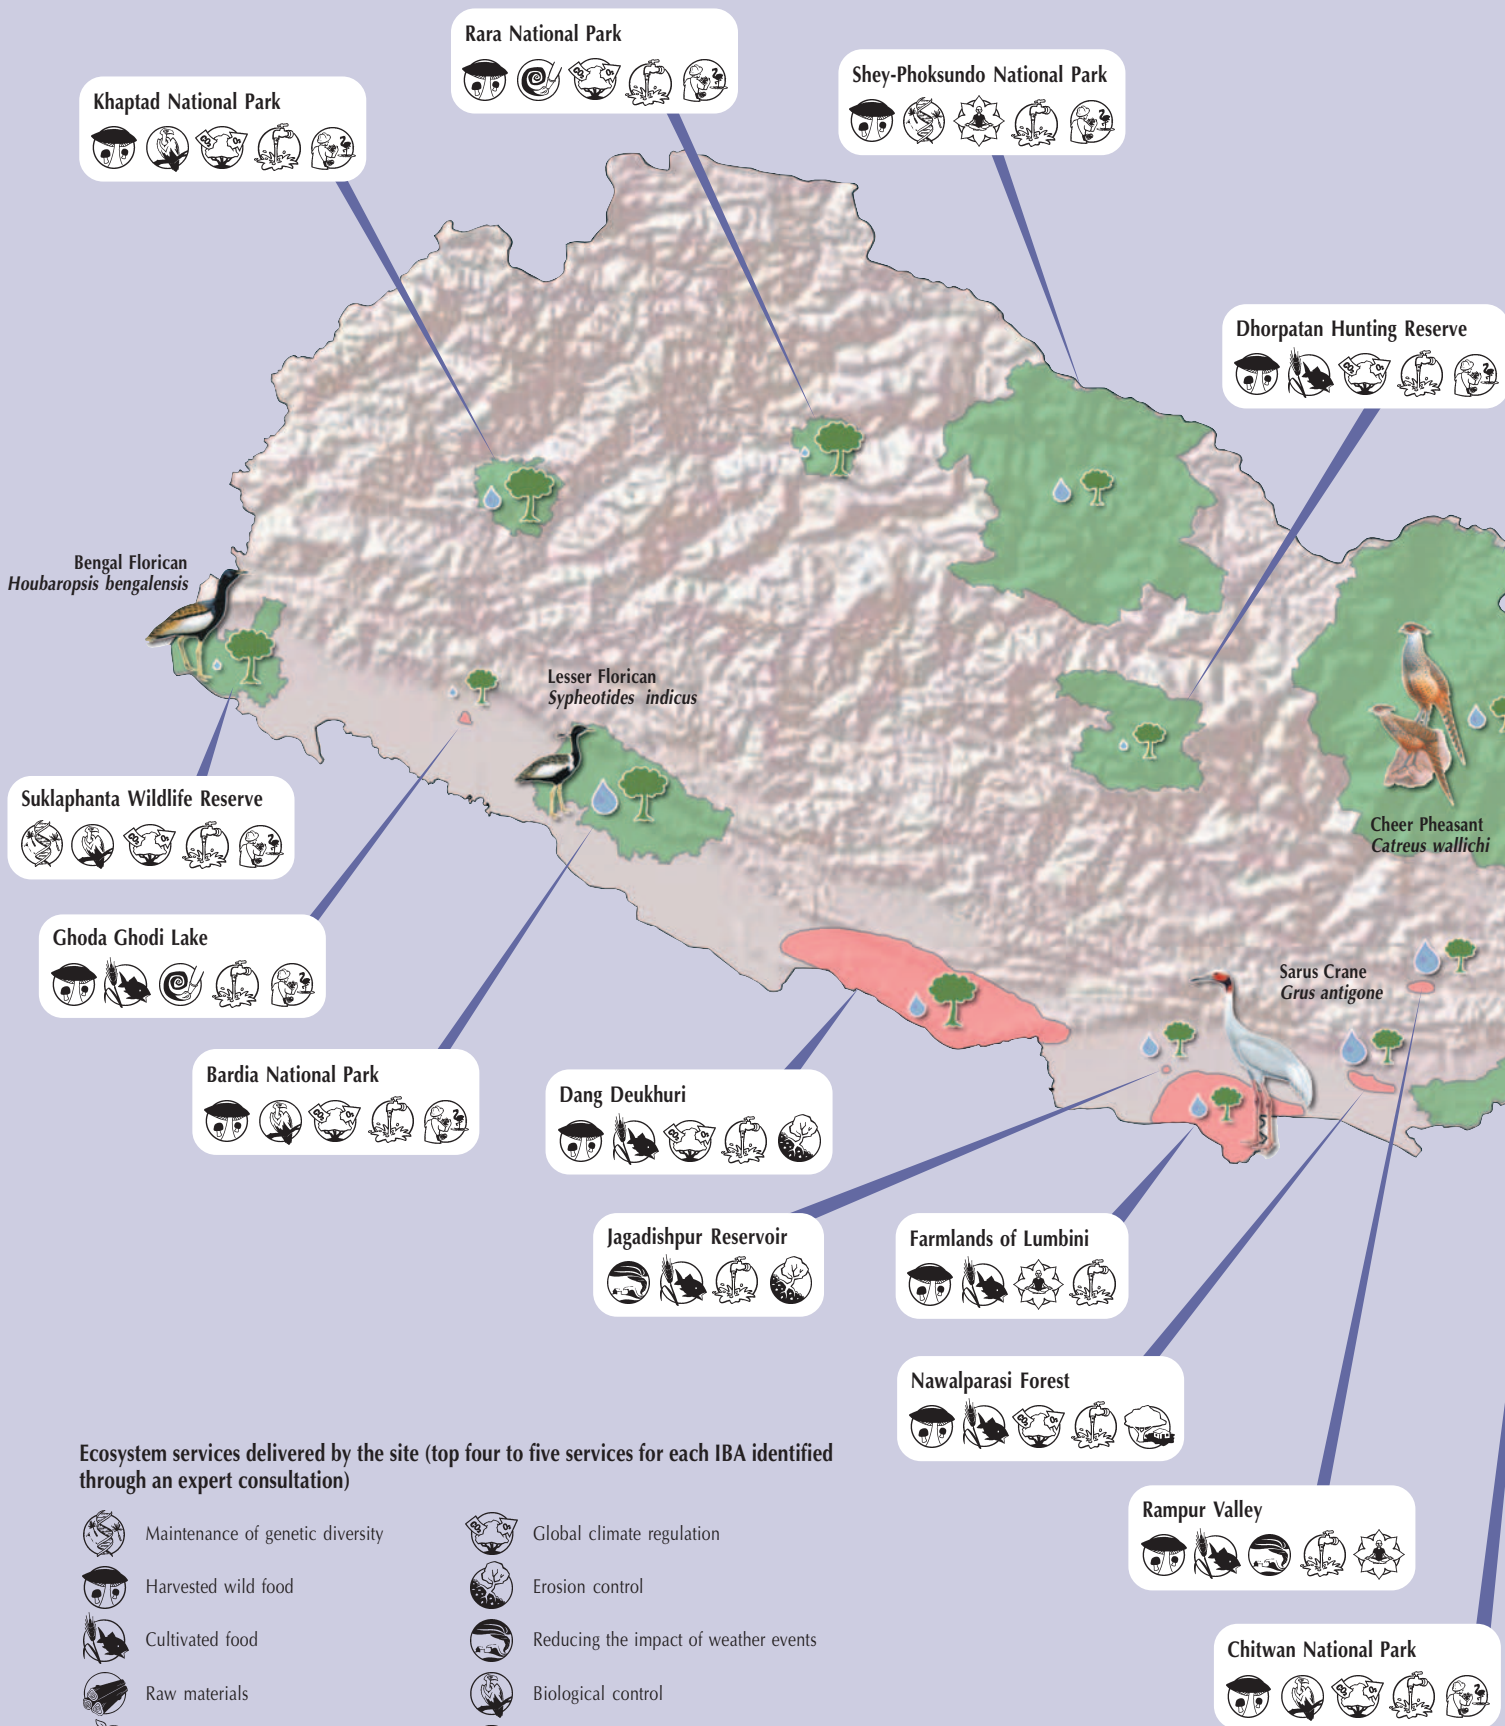 Rara National Park
Shey-Phoksundo National Park
Khaptad National Park
Dhorpatan Hunting Reserve
Bengal Florican
Houbaropsis bengalensis
Lesser Florican
Sypheotides indicus
Suklaphanta Wildlife Reserve
Cheer Pheasant
Catreus wallichi
Ghoda Ghodi Lake
Sarus Crane
Grus antigone
Bardia National Park
Dang Deukhuri
Jagadishpur Reservoir
Farmlands of Lumbini
Nawalparasi Forest
Rampur Valley
Chitwan National Park
Ecosystem services delivered by the site (top four to five services for each IBA identified
through an expert consultation)
Maintenance of genetic diversity
Harvested wild food
Cultivated food
Raw materials
Global climate regulation
Erosion control
Reducing the impact of weather events
Biological control